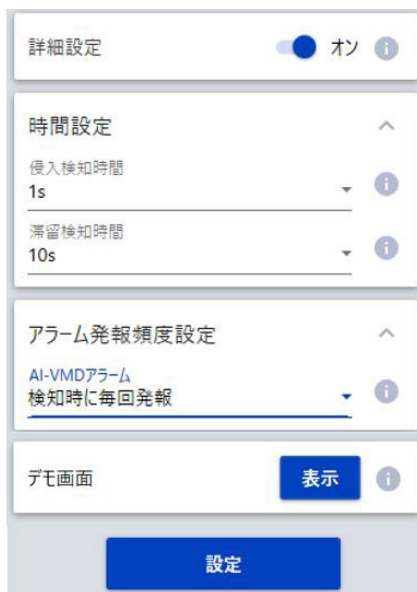 詳細設定 オン
時間設定
侵入検知時間
1s
滞留検知時間
10s
アラーム発報頻度設定
AI-VMDアラーム
検知時に毎回発報
デモ画面 表示
設定